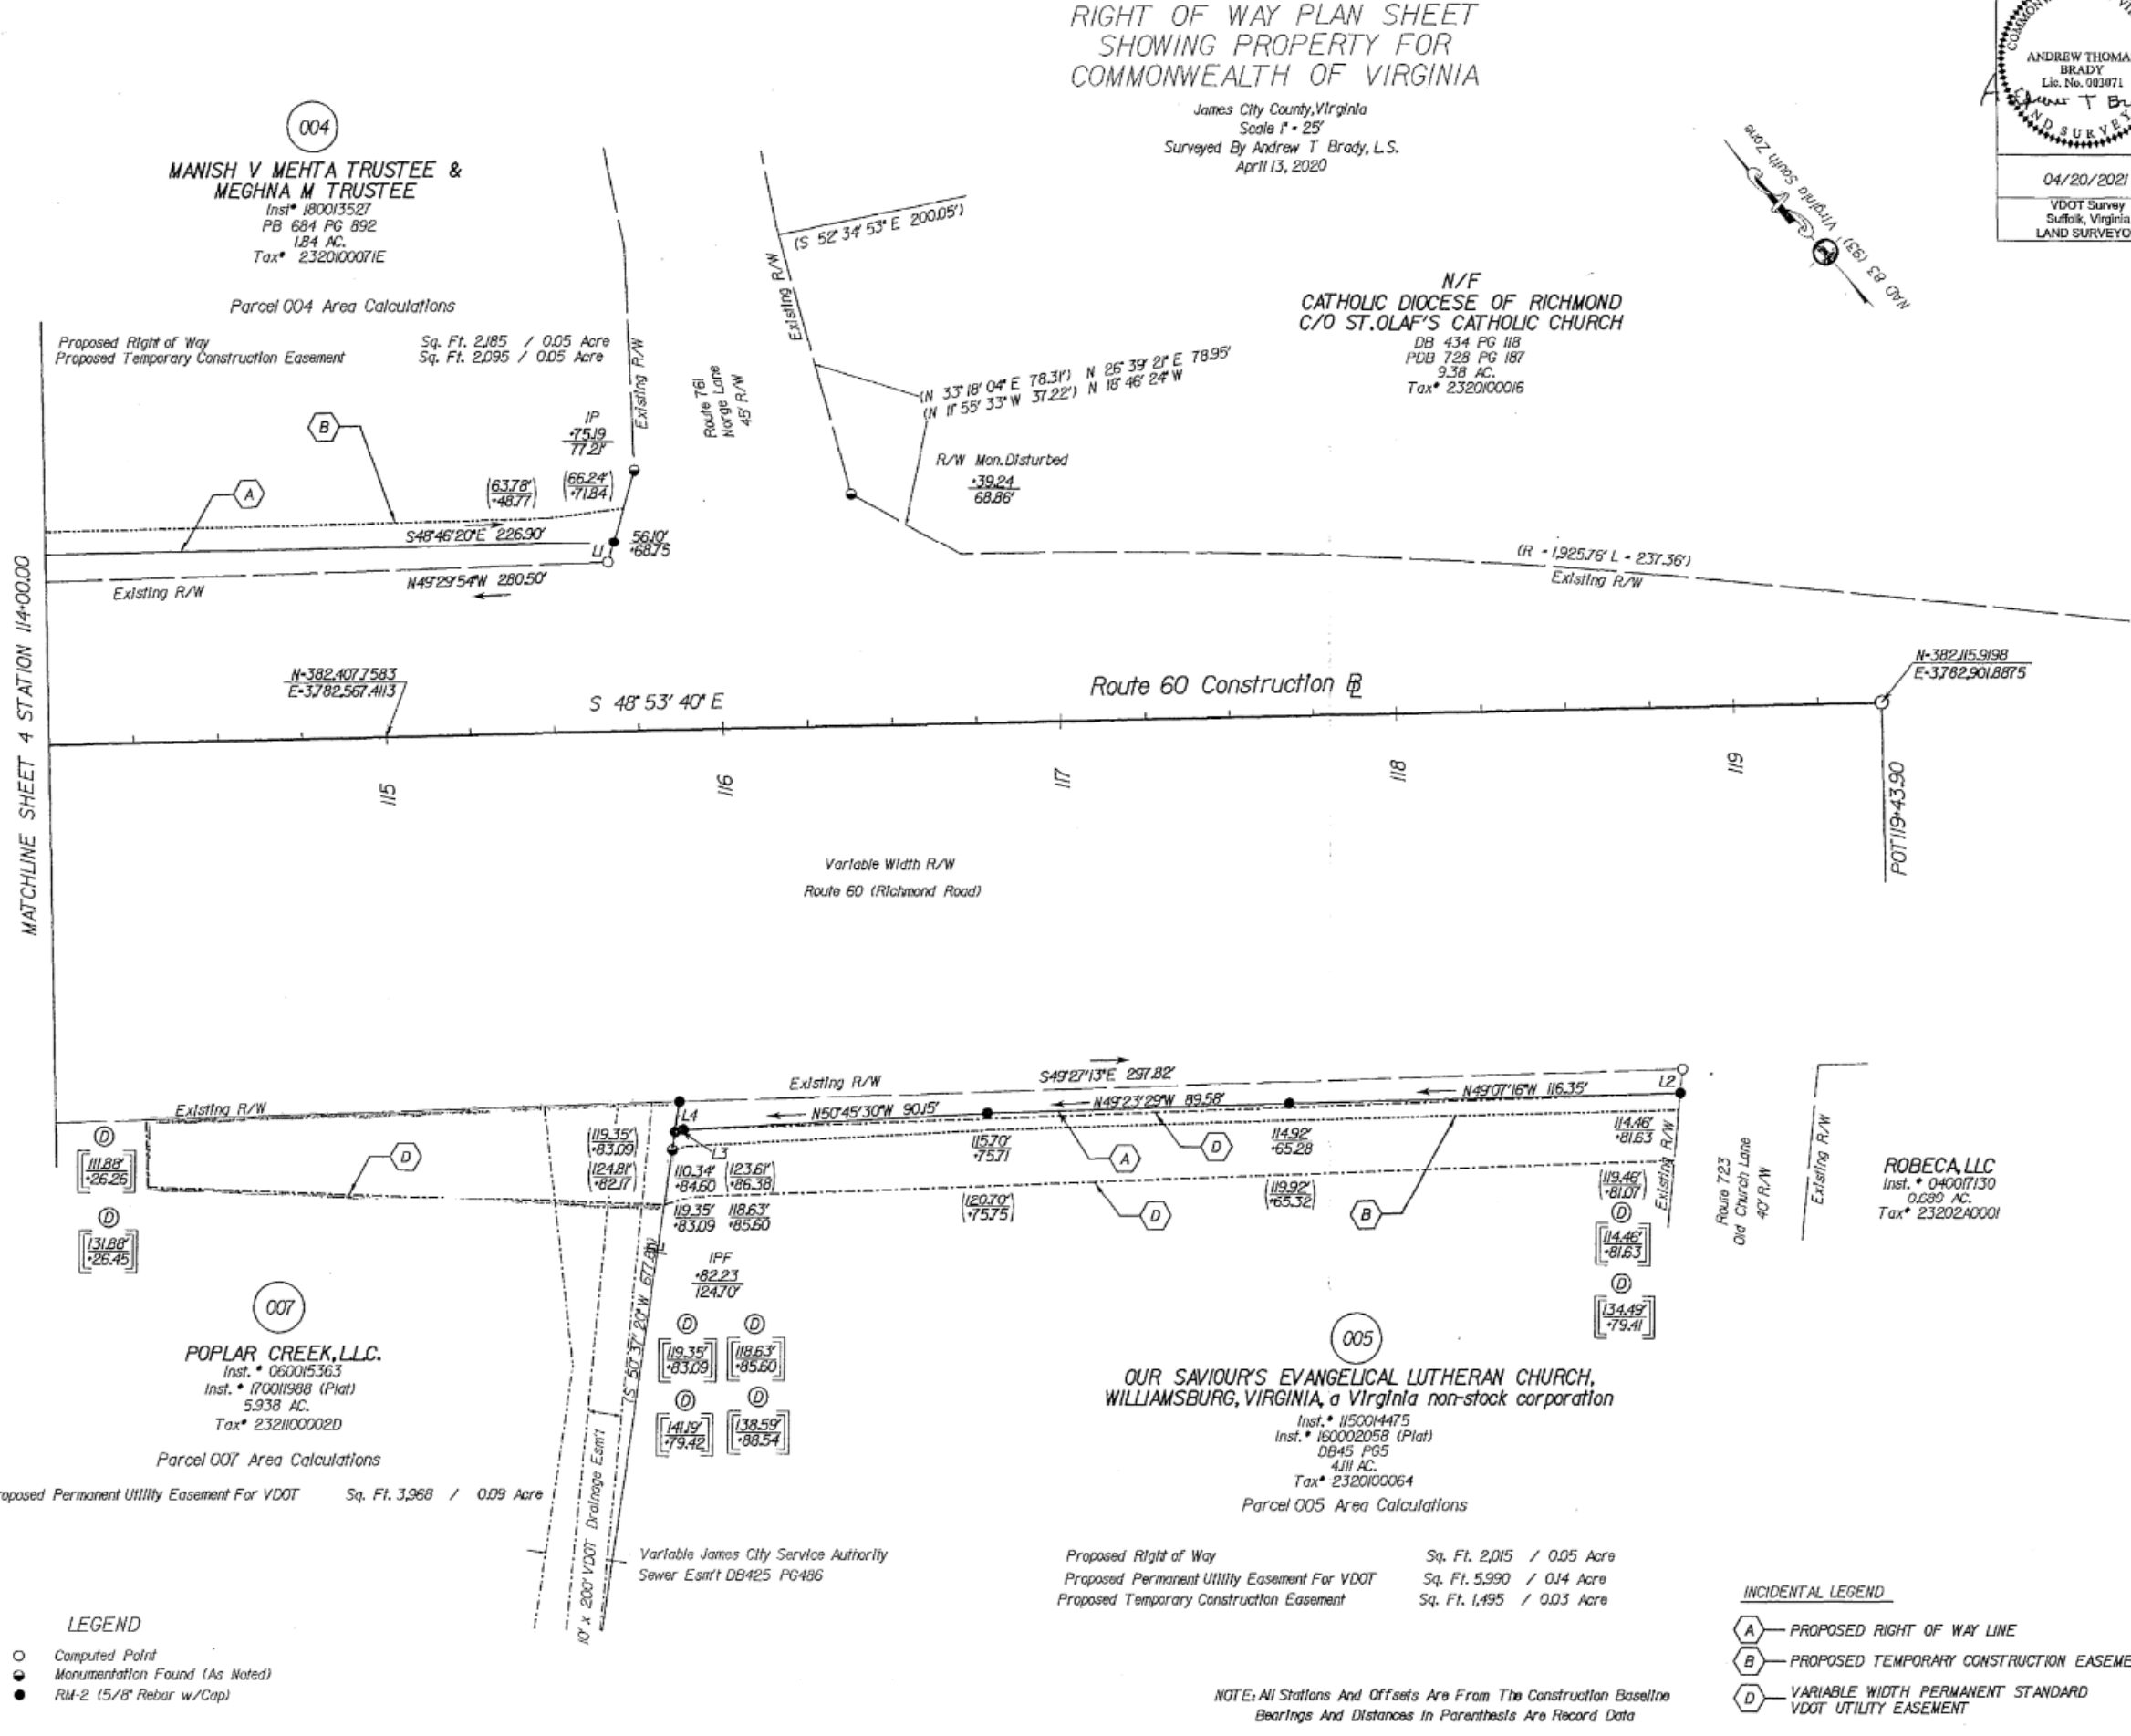 RIGHT OF WAY PLAN SHEET
SHOWING PROPERTY FOR
COMMONWEALTH OF VIRGINIA
James City County, Virginia
Scale 1" = 25'
Surveyed By Andrew T Brady, L.S.
April 13, 2020
ANDREW THOMA
BRADY
Lic. No. 003071
04/20/2021
VDOT Survey
Suffolk, Virginia
LAND SURVEYO
NAD 83 (93) Virginia South Zone
004
MANISH V MEHTA TRUSTEE &
MEGHNA M TRUSTEE
Inst# 180013527
PB 684 PG 892
1.84 AC.
Tax# 2320100071E
Parcel 004 Area Calculations
Proposed Right of Way Sq. Ft. 2,185 / 0.05 Acre
Proposed Temporary Construction Easement Sq. Ft. 2,095 / 0.05 Acre
B
A
IP
+75.19
77.21'
(63.78'
+48.77)
(66.24'
+71.84)
S48°46'20"E 226.90'
L1
56.10'
+68.75
N49°29'54"W 280.50'
Existing R/W
Existing R/W
Route 761
Norge Lane
45' R/W
Existing R/W
(S 52°34'53" E 200.05')
(N 33°18'04" E 78.31') N 26°39'21" E 78.95'
(N 11°55'33" W 37.22') N 18°46'24" W
R/W Mon. Disturbed
+39.24
68.86'
N/F
CATHOLIC DIOCESE OF RICHMOND
C/O ST.OLAF'S CATHOLIC CHURCH
DB 434 PG 118
PDB 728 PG 187
9.38 AC.
Tax# 2320100016
(R = 1,925.76' L = 237.36')
Existing R/W
MATCHLINE SHEET 4 STATION 114+00.00
N=382,407.7583
E=3,782,567.4113
S 48°53'40" E
Route 60 Construction BL
N=382,115.9198
E=3,782,901.8875
115
116
117
118
119
POT 119+43.90
Variable Width R/W
Route 60 (Richmond Road)
Existing R/W
Existing R/W
S49°27'13"E 297.82'
N50°45'30"W 90.15'
N49°23'29"W 89.58'
N49°07'16"W 116.35'
L2
L4
L3
D
[111.88'
+26.26]
D
[131.88'
+26.45]
D
(119.35'
+83.09)
(124.81'
+82.17)
110.34'
+84.60
(123.61'
+86.38)
119.35'
+83.09
118.63'
+85.60
IPF
+82.23
124.70'
D
[119.35'
+83.09]
D
[118.63'
+85.60]
D
[141.19'
+79.42]
D
[138.59'
+88.54]
115.70'
+75.71
(120.70'
+75.75)
A
D
D
114.92'
+65.28
(119.92'
+65.32)
B
114.46'
+81.63
(119.46'
+81.07)
D
[114.46'
+81.63]
D
[134.49'
+79.41]
Existing R/W
Route 723
Old Church Lane
40' R/W
Existing R/W
ROBECA, LLC
Inst. # 040017130
Tax# 23202A0001
007
POPLAR CREEK, L.L.C.
Inst. # 060015363
Inst. # 170011988 (Plat)
5.938 AC.
Tax# 2321100002D
Parcel 007 Area Calculations
oposed Permanent Utility Easement For VDOT Sq. Ft. 3,968 / 0.09 Acre
10' X 200' VDOT Drainage Esm't
Variable James City Service Authority
Sewer Esm't DB425 PG486
005
OUR SAVIOUR'S EVANGELICAL LUTHERAN CHURCH,
WILLIAMSBURG, VIRGINIA, a Virginia non-stock corporation
Inst. # 1150014475
Inst. # 160002058 (Plat)
DB45 PG5
4.111 AC.
Tax# 2320100064
Parcel 005 Area Calculations
Proposed Right of Way Sq. Ft. 2,015 / 0.05 Acre
Proposed Permanent Utility Easement For VDOT Sq. Ft. 5,990 / 0.14 Acre
Proposed Temporary Construction Easement Sq. Ft. 1,495 / 0.03 Acre
LEGEND
Computed Point
Monumentation Found (As Noted)
RM-2 (5/8" Rebar w/Cap)
INCIDENTAL LEGEND
A PROPOSED RIGHT OF WAY LINE
B PROPOSED TEMPORARY CONSTRUCTION EASEME
D VARIABLE WIDTH PERMANENT STANDARD
VDOT UTILITY EASEMENT
NOTE: All Stations And Offsets Are From The Construction Baseline
Bearings And Distances In Parenthesis Are Record Data